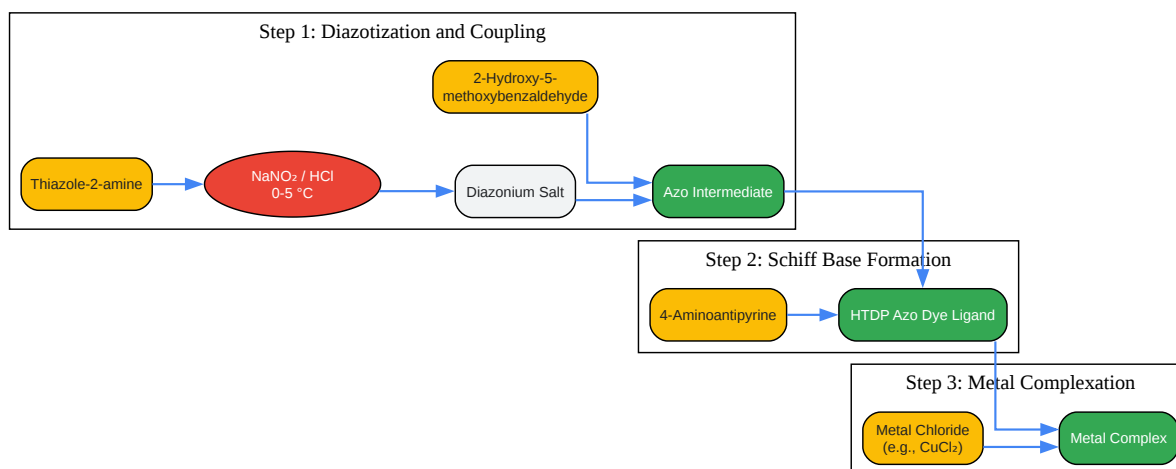 Step 1: Diazotization and Coupling
2-Hydroxy-5-
methoxybenzaldehyde
Thiazole-2-amine
NaNO₂ / HCl
0-5 °C
Diazonium Salt
Azo Intermediate
Step 2: Schiff Base Formation
4-Aminoantipyrine
HTDP Azo Dye Ligand
Step 3: Metal Complexation
Metal Chloride
(e.g., CuCl₂)
Metal Complex